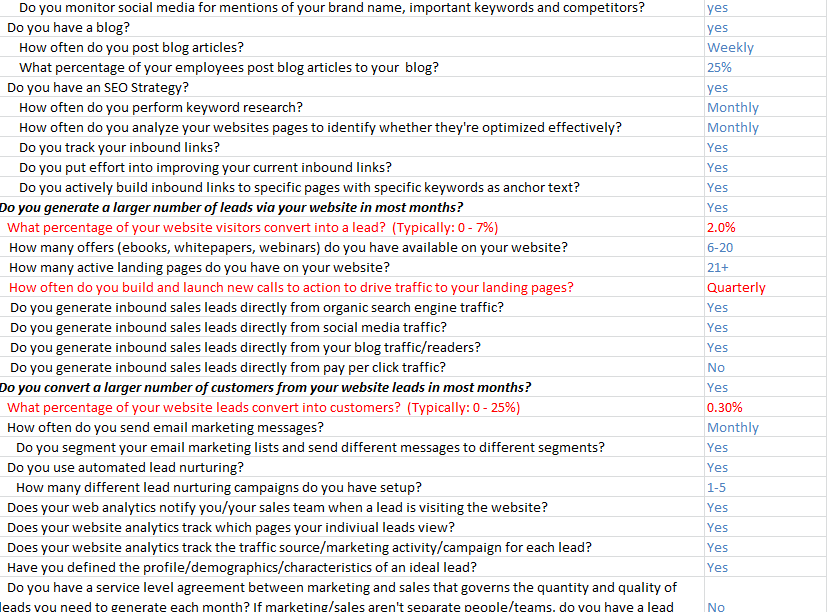 Do you monitor social media for mentions of your brand name, important keywords and competitors? yes
Do you have a blog? yes
How often do you post blog articles? Weekly
What percentage of your employees post blog articles to your blog? 25%
Do you have an SEO Strategy? yes
How often do you perform keyword research? Monthly
How often do you analyze your websites pages to identify whether they're optimized effectively? Monthly
Do you track your inbound links? Yes
Do you put effort into improving your current inbound links? Yes
Do you actively build inbound links to specific pages with specific keywords as anchor text? Yes
Do you generate a larger number of leads via your website in most months? Yes
What percentage of your website visitors convert into a lead? (Typically: 0 - 7%) 2.0%
How many offers (ebooks, whitepapers, webinars) do you have available on your website? 6-20
How many active landing pages do you have on your website? 21+
How often do you build and launch new calls to action to drive traffic to your landing pages? Quarterly
Do you generate inbound sales leads directly from organic search engine traffic? Yes
Do you generate inbound sales leads directly from social media traffic? Yes
Do you generate inbound sales leads directly from your blog traffic/readers? Yes
Do you generate inbound sales leads directly from pay per click traffic? No
Do you convert a larger number of customers from your website leads in most months? Yes
What percentage of your website leads convert into customers? (Typically: 0 - 25%) 0.30%
How often do you send email marketing messages? Monthly
Do you segment your email marketing lists and send different messages to different segments? Yes
Do you use automated lead nurturing? Yes
How many different lead nurturing campaigns do you have setup? 1-5
Does your web analytics notify you/your sales team when a lead is visiting the website? Yes
Does your website analytics track which pages your indiviual leads view? Yes
Does your website analytics track the traffic source/marketing activity/campaign for each lead? Yes
Have you defined the profile/demographics/characteristics of an ideal lead? Yes
Do you have a service level agreement between marketing and sales that governs the quantity and quality of
leads you need to generate each month? If marketing/sales aren't separate people/teams, do you have a lead No